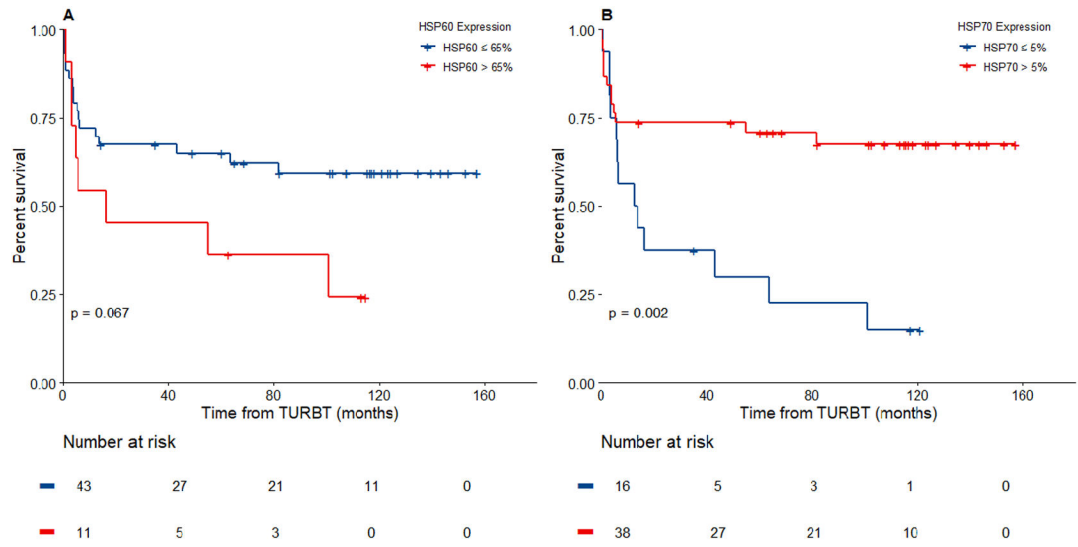 A
HSP60 Expression
HSP60 ≤ 65%
HSP60 > 65%
1.00
0.75
0.50
0.25
0.00
Percent survival
p = 0.067
0 40 80 120 160
Time from TURBT (months)
Number at risk
43 27 21 11 0
11 5 3 0 0
B
HSP70 Expression
HSP70 ≤ 5%
HSP70 > 5%
1.00
0.75
0.50
0.25
0.00
Percent survival
p = 0.002
0 40 80 120 160
Time from TURBT (months)
Number at risk
16 5 3 1 0
38 27 21 10 0